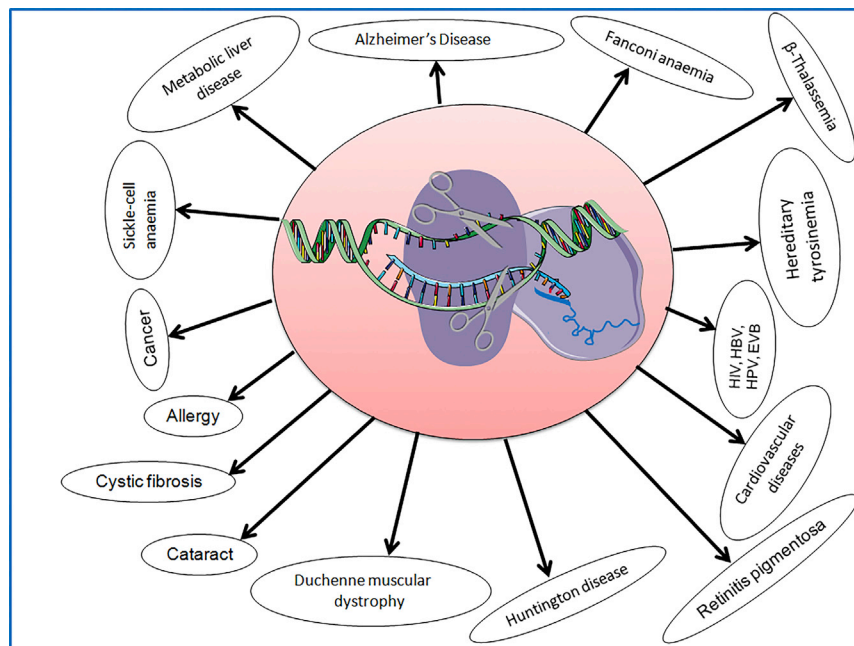 Metabolic liver
disease
Alzheimer's Disease
Fanconi anaemia
β-Thalassemia
Sickle-cell
anaemia
Hereditary
tyrosinemia
Cancer
HIV, HBV,
HPV, EVB
Allergy
Cardiovascular
diseases
Cystic fibrosis
Cataract
Retinitis pigmentosa
Duchenne muscular
dystrophy
Huntington disease